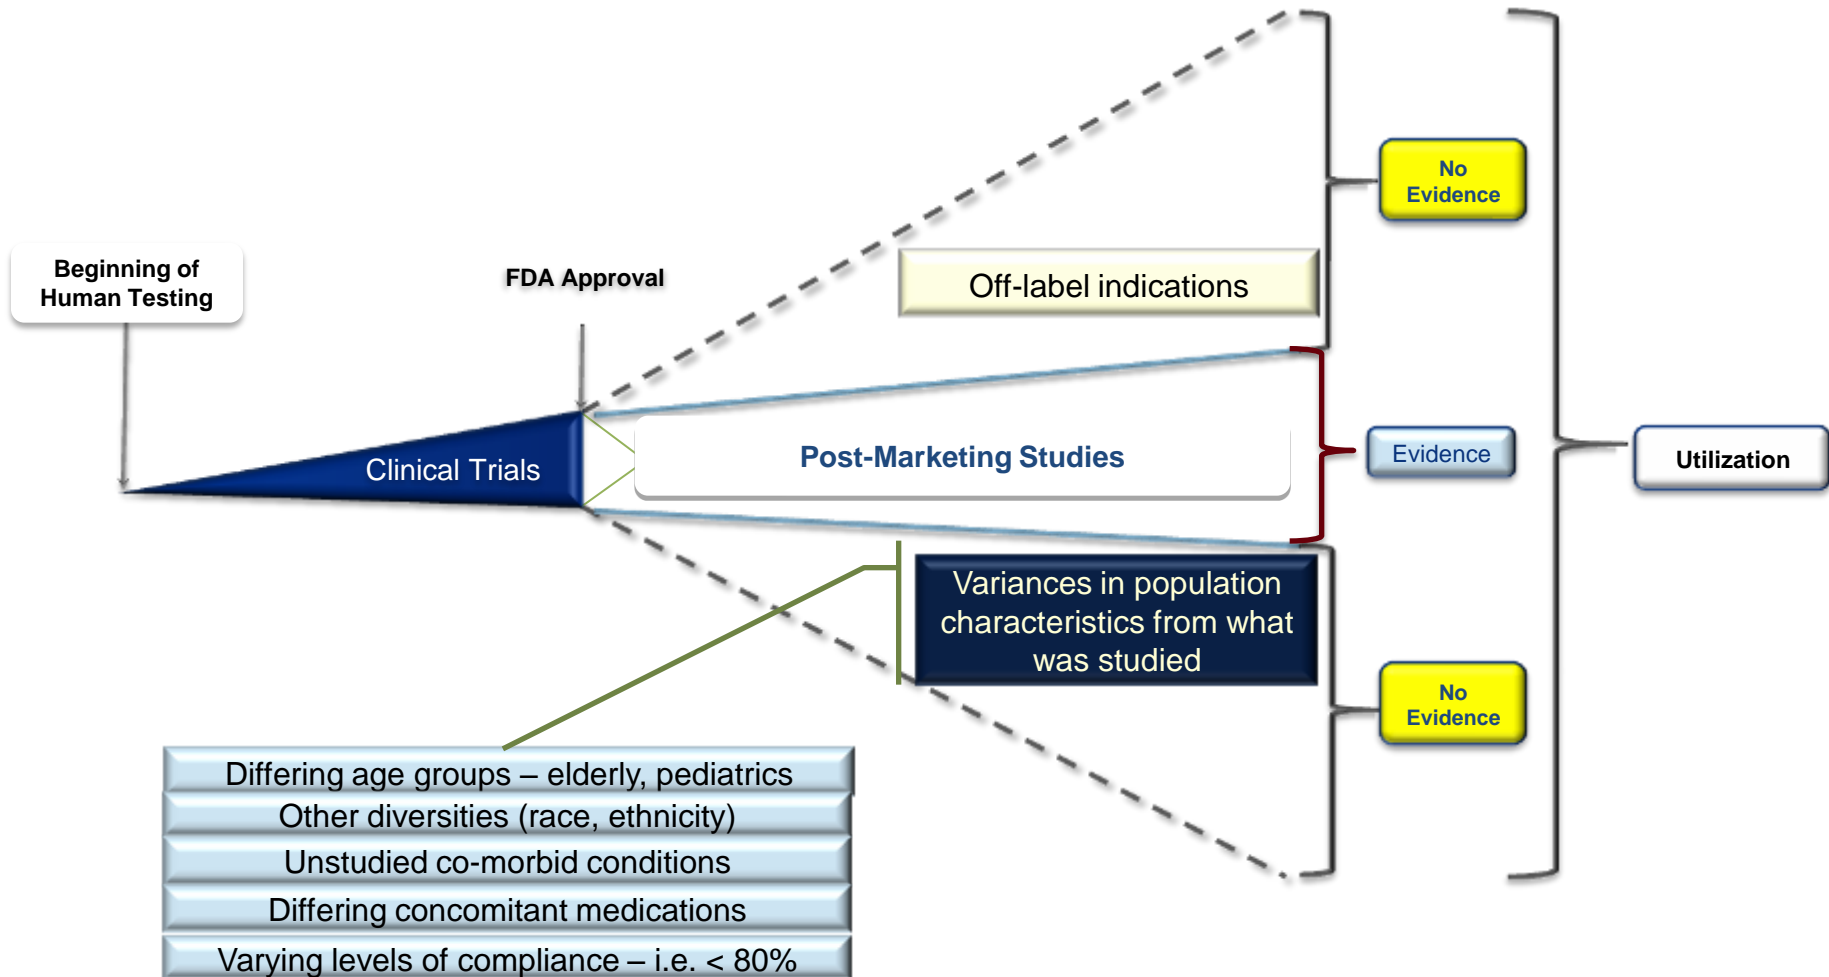 No
Evidence
Beginning of
Human Testing
FDA Approval
Off-label indications
Clinical Trials
Post-Marketing Studies
Evidence
Utilization
Variances in population
characteristics from what
was studied
No
Evidence
Differing age groups – elderly, pediatrics
Other diversities (race, ethnicity)
Unstudied co-morbid conditions
Differing concomitant medications
Varying levels of compliance – i.e. < 80%